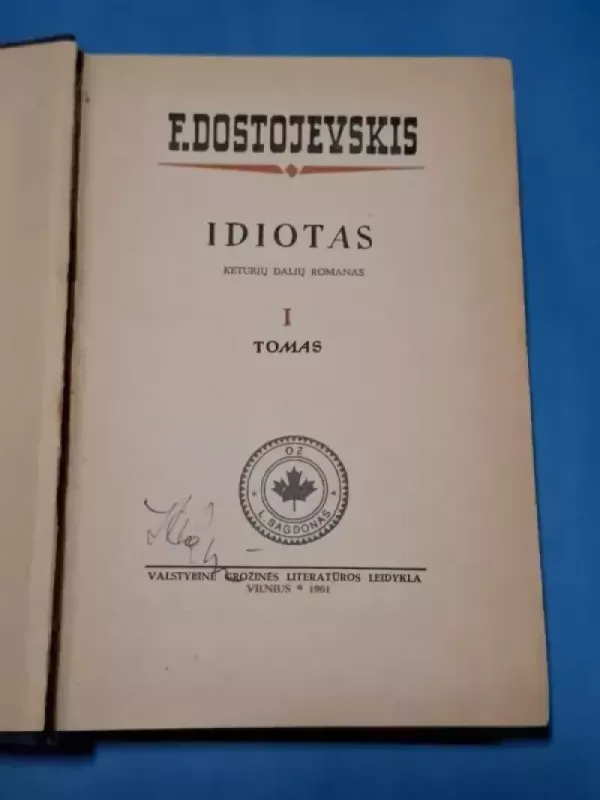 F.DOSTOJEVSKIS
IDIOTAS
KETURIŲ DALIŲ ROMANAS
I
TOMAS
OZ
* L. BAGDONAS *
VALSTYBINĖ GROŽINĖS LITERATŪROS LEIDYKLA
VILNIUS * 1961